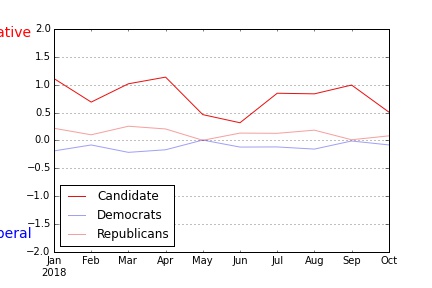 ative
2.0
1.5
1.0
0.5
0.0
−0.5
−1.0
−1.5
−2.0
beral
Candidate
Democrats
Republicans
Jan Feb Mar Apr May Jun Jul Aug Sep Oct
2018